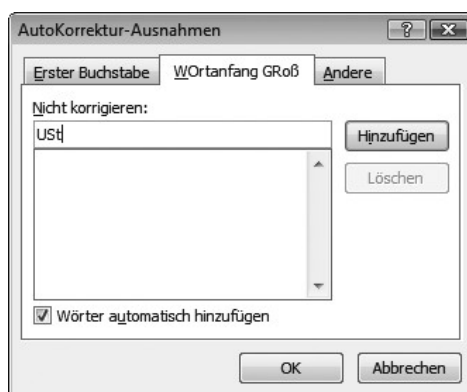 AutoKorrektur-Ausnahmen
Erster Buchstabe WOrtanfang GRoß Andere
Nicht korrigieren:
USt Hinzufügen
Löschen
Wörter automatisch hinzufügen
OK Abbrechen